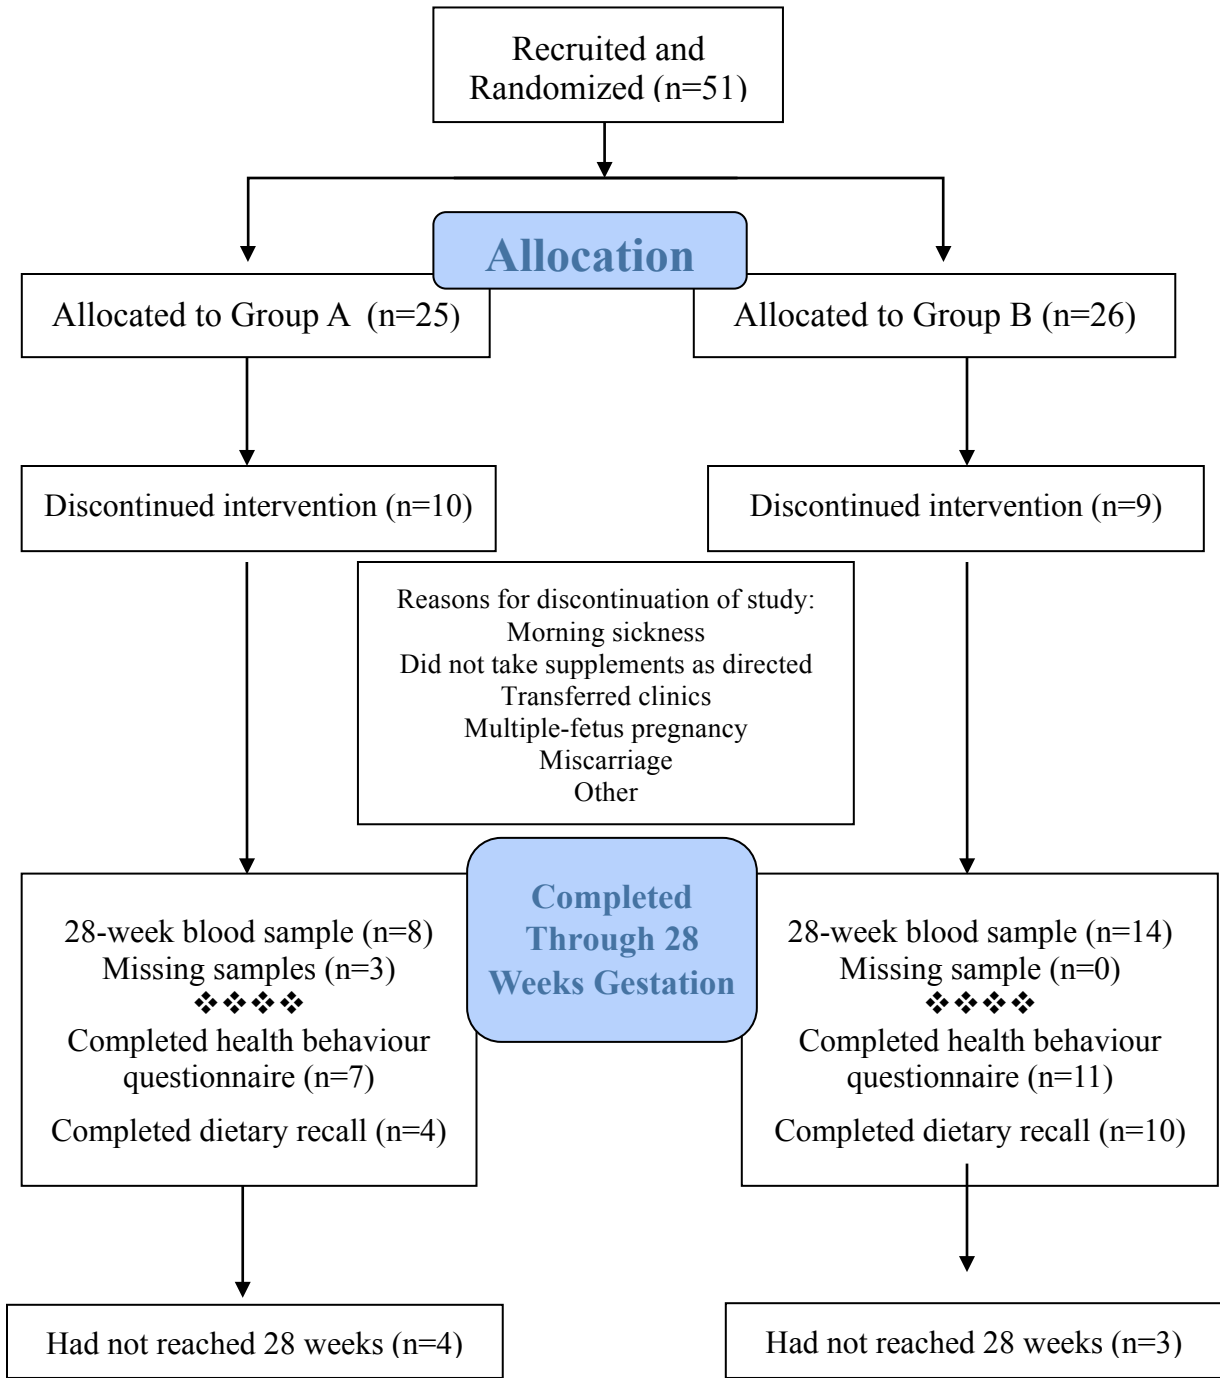 Recruited and
Randomized (n=51)
Allocation
Allocated to Group A (n=25)
Allocated to Group B (n=26)
Discontinued intervention (n=10)
Discontinued intervention (n=9)
Reasons for discontinuation of study:
Morning sickness
Did not take supplements as directed
Transferred clinics
Multiple-fetus pregnancy
Miscarriage
Other
Completed
Through 28
Weeks Gestation
28-week blood sample (n=8)
Missing samples (n=3)
❖❖❖❖
Completed health behaviour
questionnaire (n=7)
Completed dietary recall (n=4)
28-week blood sample (n=14)
Missing sample (n=0)
❖❖❖❖
Completed health behaviour
questionnaire (n=11)
Completed dietary recall (n=10)
Had not reached 28 weeks (n=4)
Had not reached 28 weeks (n=3)